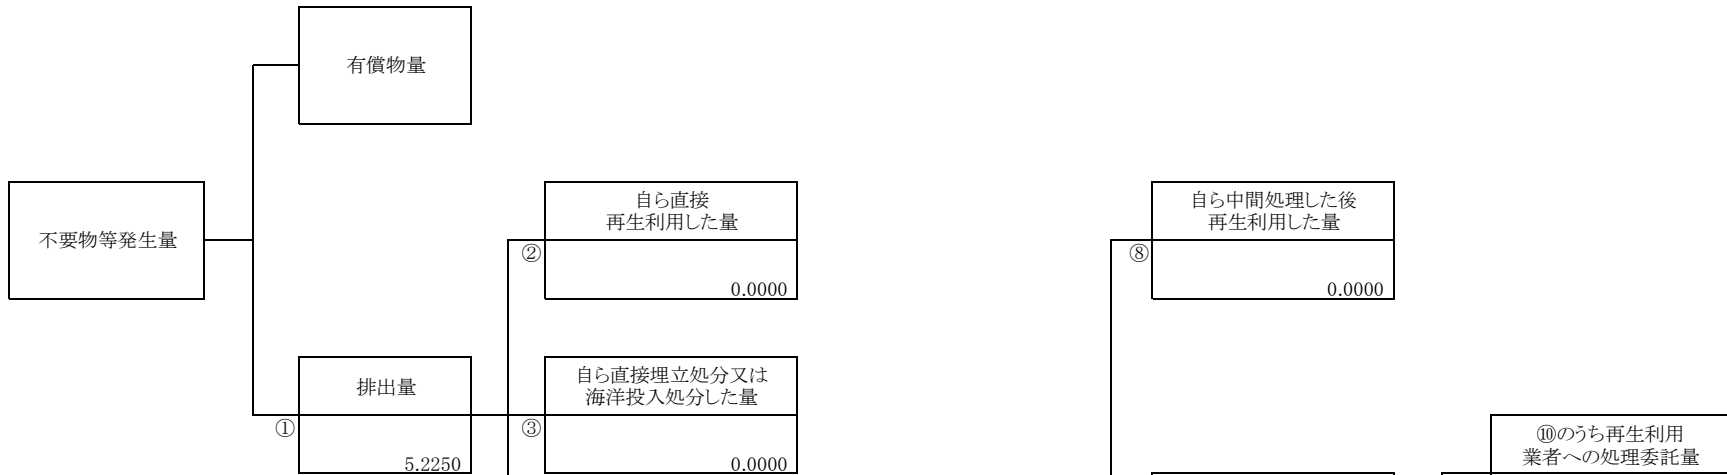 有償物量
不要物等発生量
自ら直接
再生利用した量
②
0.0000
自ら中間処理した後
再生利用した量
⑧
0.0000
排出量
①
5.2250
自ら直接埋立処分又は
海洋投入処分した量
③
0.0000
⑩のうち再生利用
業者への処理委託量